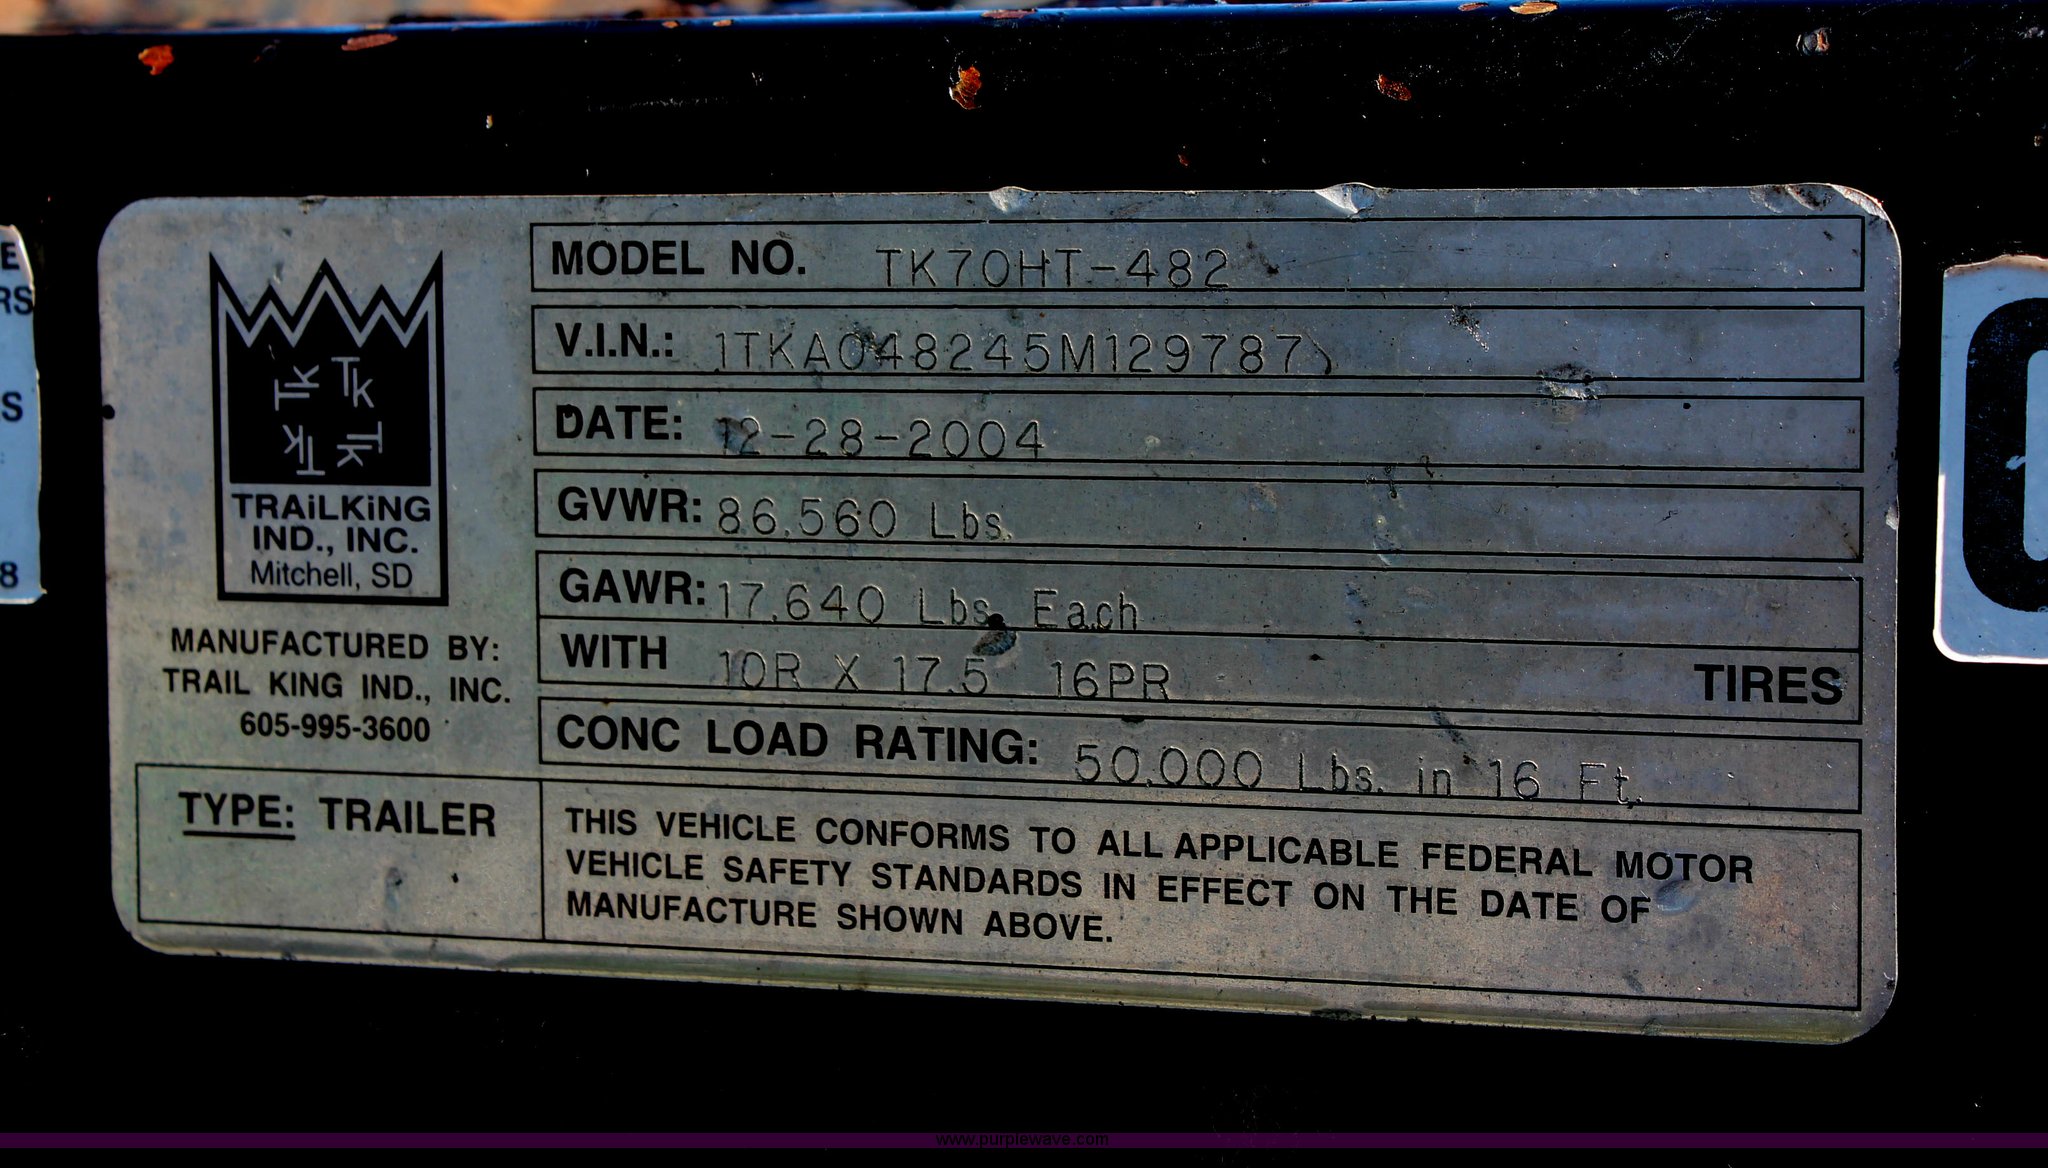 E
RS
S
8
TK
TK
TK
TK
TRAiLKiNG
IND., INC.
Mitchell, SD
MANUFACTURED BY:
TRAIL KING IND., INC.
605-995-3600
TYPE: TRAILER
MODEL NO. TK70HT-482
V.I.N.: 1TKA048245M129787
DATE: 12-28-2004
GVWR: 86,560 Lbs.
GAWR: 17,640 Lbs. Each
WITH 10R X 17.5 16PR TIRES
CONC LOAD RATING: 50,000 Lbs. in 16 Ft.
THIS VEHICLE CONFORMS TO ALL APPLICABLE FEDERAL MOTOR
VEHICLE SAFETY STANDARDS IN EFFECT ON THE DATE OF
MANUFACTURE SHOWN ABOVE.
www.purplewave.com